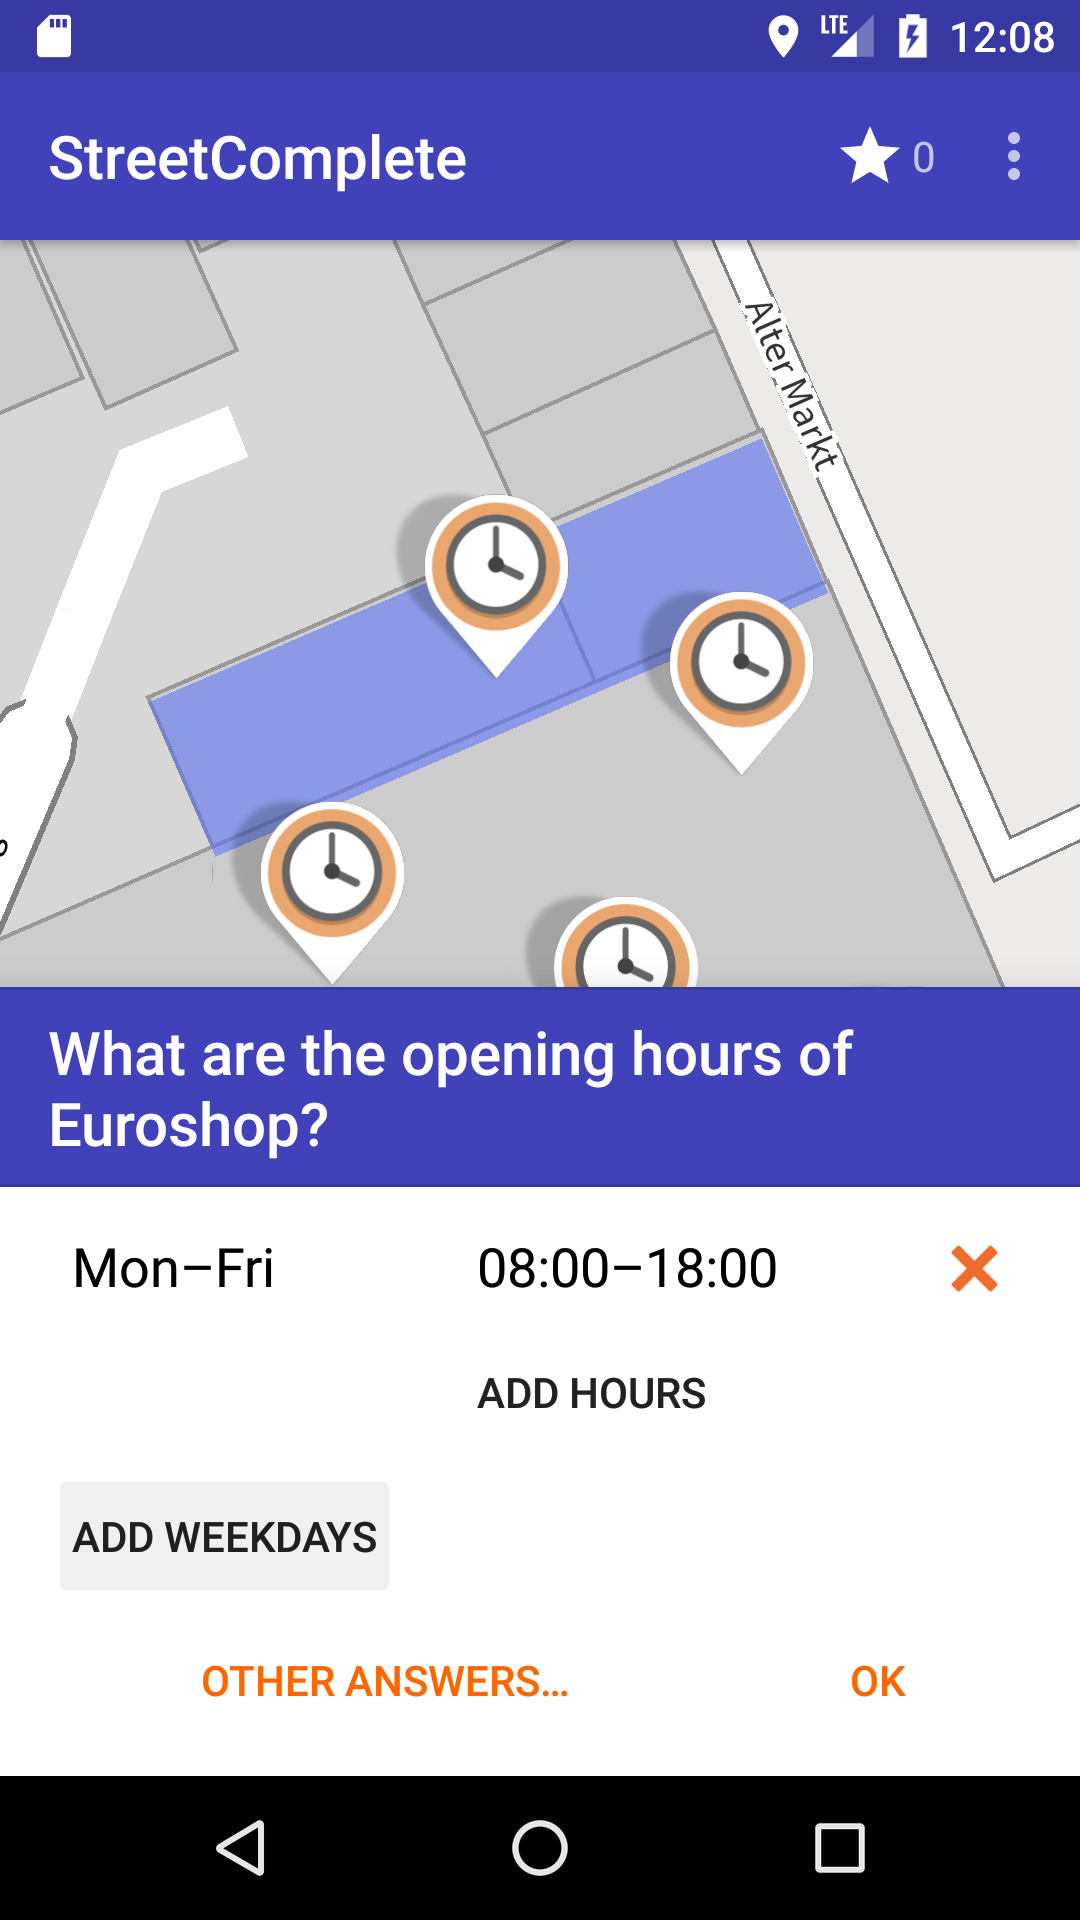 LTE 12:08
StreetComplete 0
Alter Markt
What are the opening hours of
Euroshop?
Mon–Fri 08:00–18:00
ADD HOURS
ADD WEEKDAYS
OTHER ANSWERS… OK